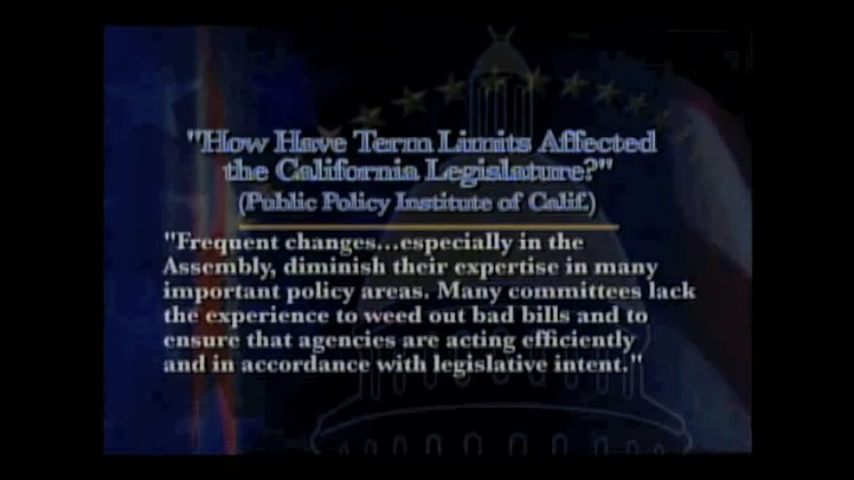 "How Have Term Limits Affected
the California Legislature?"
(Public Policy Institute of Calif.)
"Frequent changes...especially in the
Assembly, diminish their expertise in many
important policy areas. Many committees lack
the experience to weed out bad bills and to
ensure that agencies are acting efficiently
and in accordance with legislative intent."